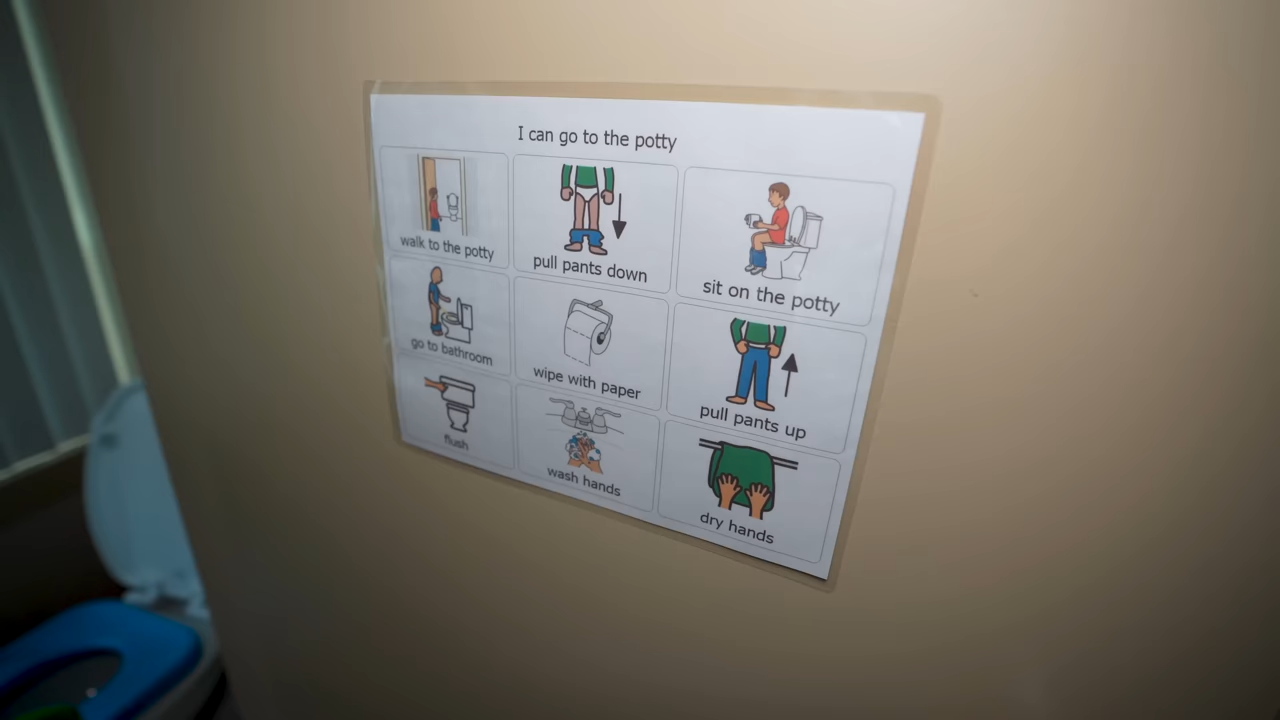 I can go to the potty
walk to the potty
pull pants down
sit on the potty
go to bathroom
wipe with paper
pull pants up
flush
wash hands
dry hands